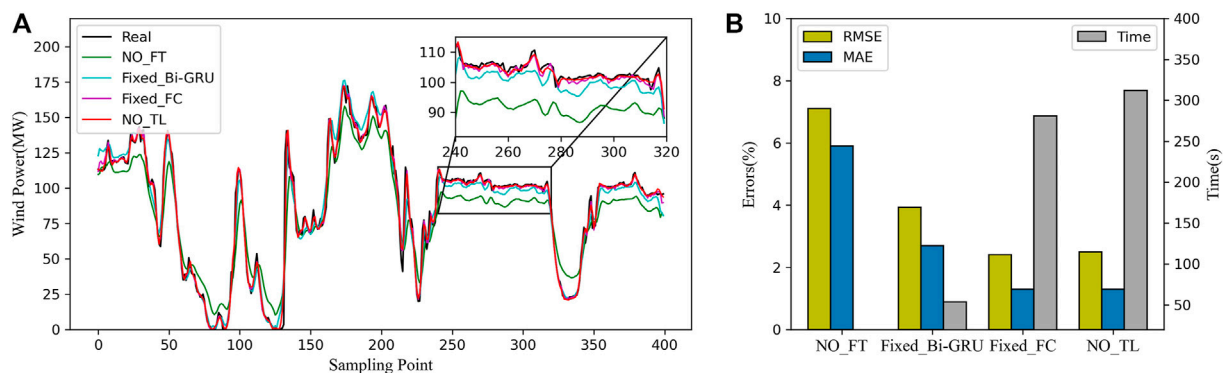 A
Wind Power(MW)
200
175
150
125
100
75
50
25
0
Real
NO_FT
Fixed_Bi-GRU
Fixed_FC
NO_TL
110
100
90
240
260
280
300
320
0
50
100
150
200
250
300
350
400
Sampling Point
B
Errors(%)
10
8
6
4
2
0
RMSE
MAE
Time
400
350
300
250
200
150
100
50
Time(s)
NO_FT
Fixed_Bi-GRU
Fixed_FC
NO_TL